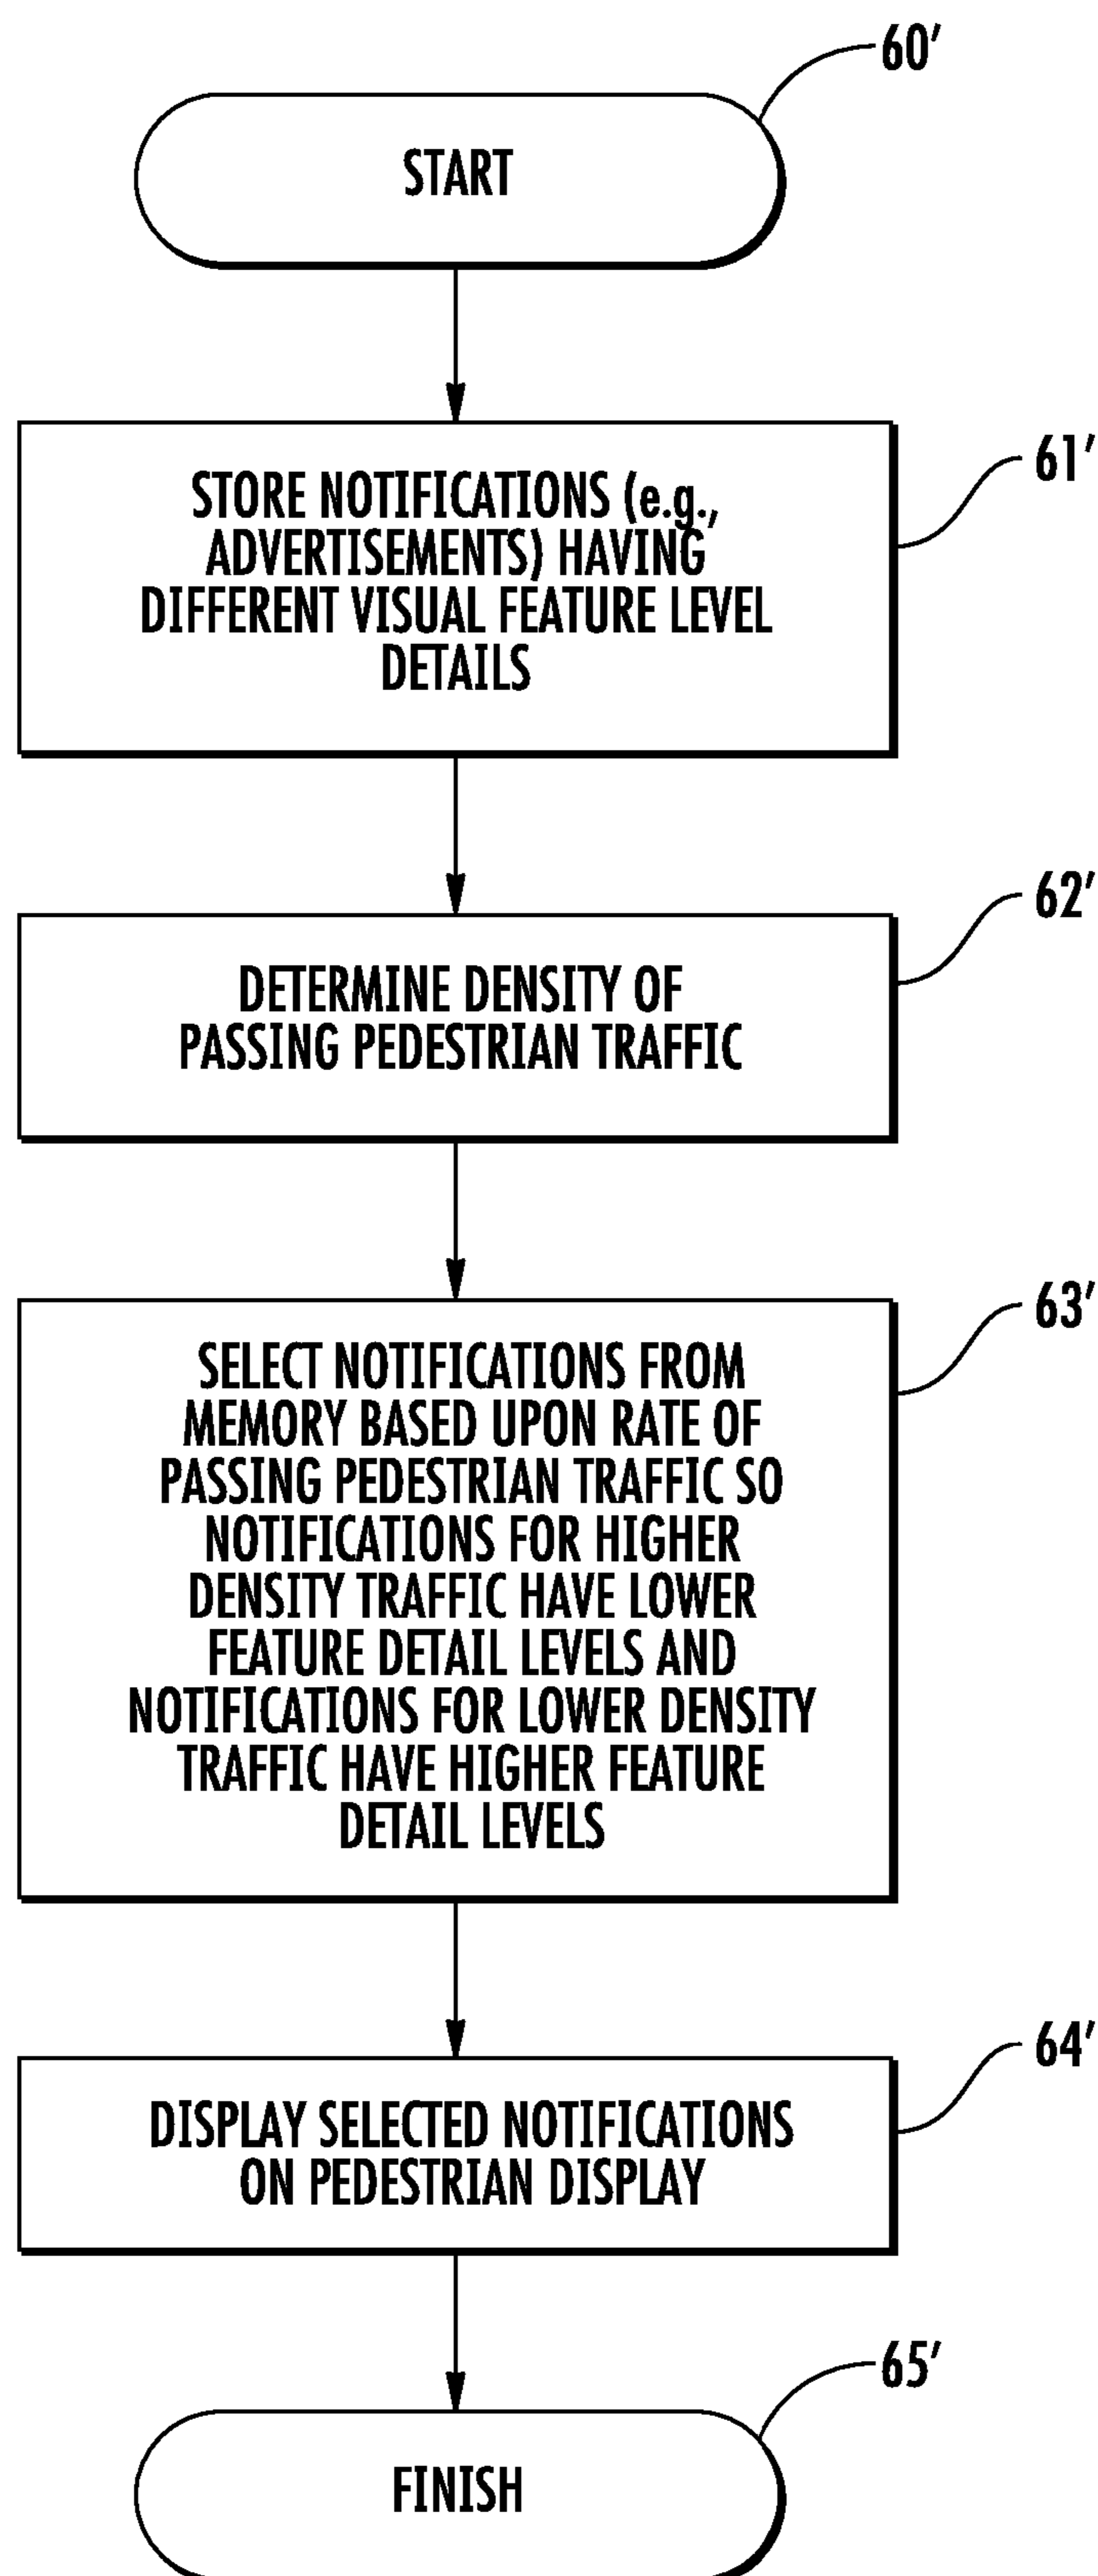 60'
START
61'
STORE NOTIFICATIONS (e.g.,
ADVERTISEMENTS) HAVING
DIFFERENT VISUAL FEATURE LEVEL
DETAILS
62'
DETERMINE DENSITY OF
PASSING PEDESTRIAN TRAFFIC
63'
SELECT NOTIFICATIONS FROM
MEMORY BASED UPON RATE OF
PASSING PEDESTRIAN TRAFFIC SO
NOTIFICATIONS FOR HIGHER
DENSITY TRAFFIC HAVE LOWER
FEATURE DETAIL LEVELS AND
NOTIFICATIONS FOR LOWER DENSITY
TRAFFIC HAVE HIGHER FEATURE
DETAIL LEVELS
64'
DISPLAY SELECTED NOTIFICATIONS
ON PEDESTRIAN DISPLAY
65'
FINISH